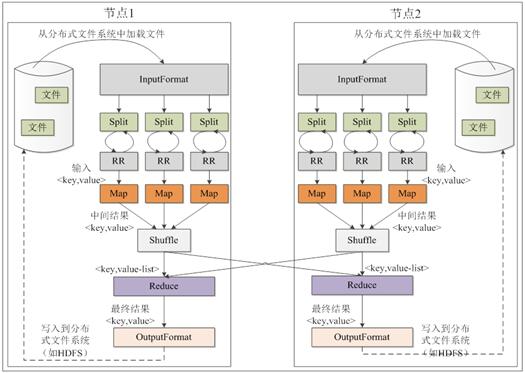 节点1
从分布式文件系统中加载文件
InputFormat
文件
文件
Split
Split
Split
RR
RR
RR
输入
<key,value>
Map
Map
Map
中间结果
<key,value>
Shuffle
<key,value-list>
Reduce
最终结果
<key,value>
写入到分布
式文件系统
(如HDFS)
OutputFormat
节点2
从分布式文件系统中加载文件
InputFormat
文件
文件
Split
Split
Split
RR
RR
RR
输入
<key,value>
Map
Map
Map
中间结果
<key,value>
Shuffle
<key,value-list>
Reduce
最终结果
<key,value>
写入到分布
式文件系统
(如HDFS)
OutputFormat